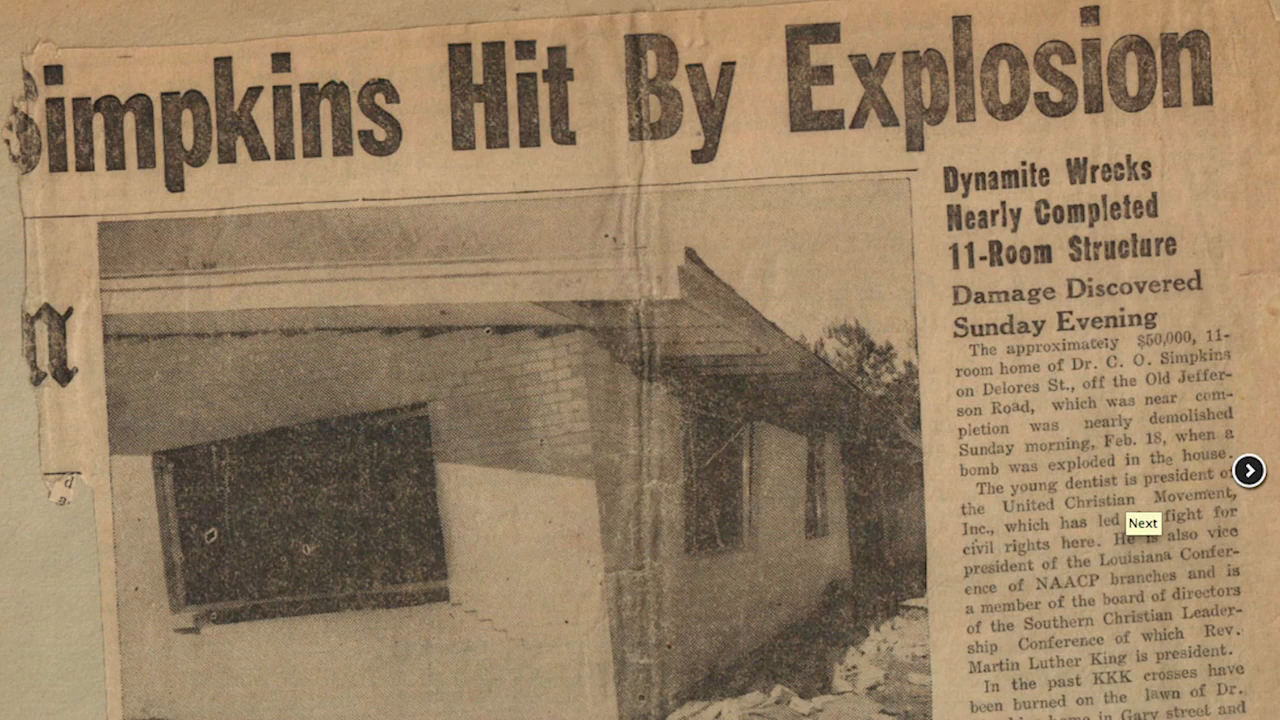 Simpkins Hit By Explosion
Dynamite Wrecks
Nearly Completed
11-Room Structure
Damage Discovered
Sunday Evening
The approximately $50,000, 11-
room home of Dr. C. O. Simpkins
on Delores St., off the Old Jeffer-
son Road, which was near com-
pletion was nearly demolished
Sunday morning, Feb. 18, when a
bomb was exploded in the house.
The young dentist is president of
the United Christian Movement,
Inc., which has led fight for
civil rights here. He is also vice
president of the Louisiana Confer-
ence of NAACP branches and is
a member of the board of directors
of the Southern Christian Leader-
ship Conference of which Rev.
Martin Luther King is president.
In the past KKK crosses have
been burned on the lawn of Dr.
home in Gary street and
Next
n
d
a.